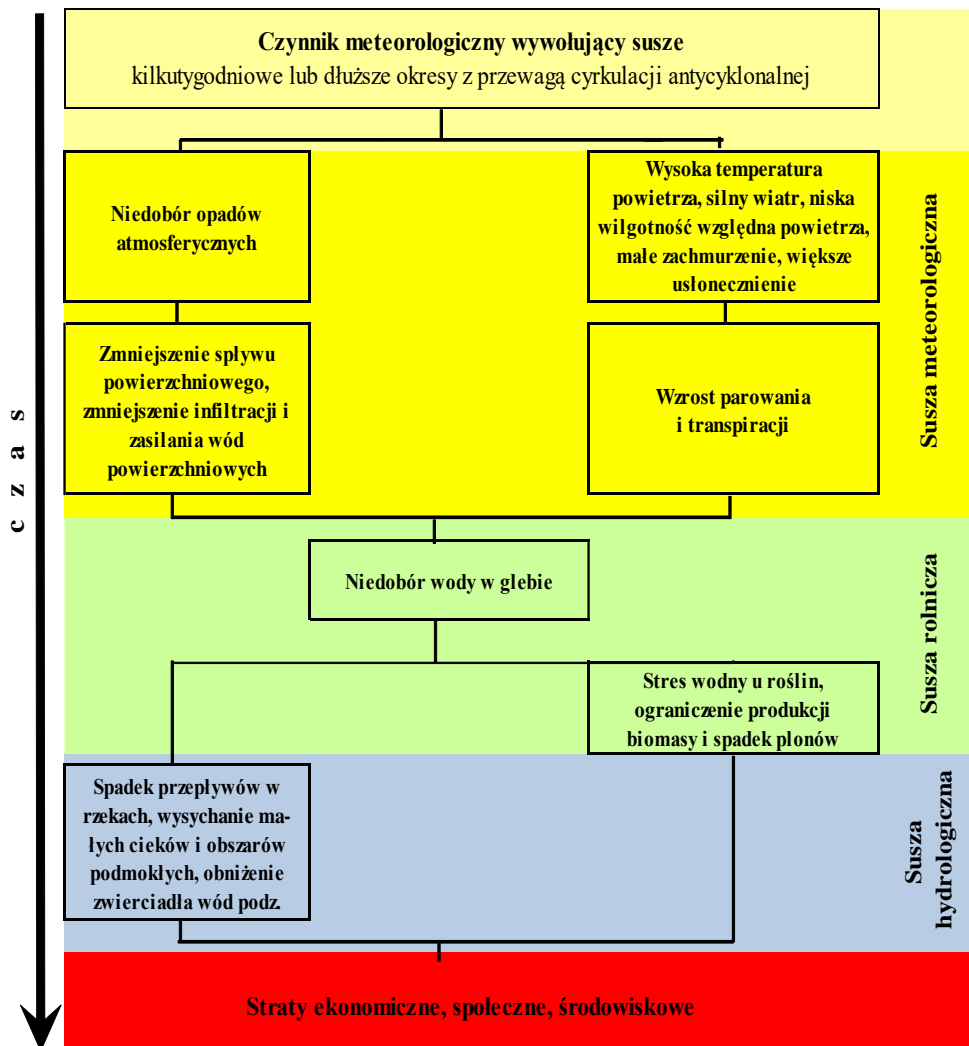 Czynnik meteorologiczny wywołujący susze
kilkutygodniowe lub dłuższe okresy z przewagą cyrkulacji antycyklonalnej
Niedobór opadów
atmosferycznych
Wysoka temperatura
powietrza, silny wiatr, niska
wilgotność względna powietrza,
małe zachmurzenie, większe
usłonecznienie
Zmniejszenie spływu
powierzchniowego,
zmniejszenie infiltracji i
zasilania wód
powierzchniowych
Wzrost parowania
i transpiracji
Susza meteorologiczna
czas
Niedobór wody w glebie
Stres wodny u roślin,
ograniczenie produkcji
biomasy i spadek plonów
Susza rolnicza
Spadek przepływów w
rzekach, wysychanie ma-
łych cieków i obszarów
podmokłych, obniżenie
zwierciadła wód podz.
Susza
hydrologiczna
Straty ekonomiczne, społeczne, środowiskowe